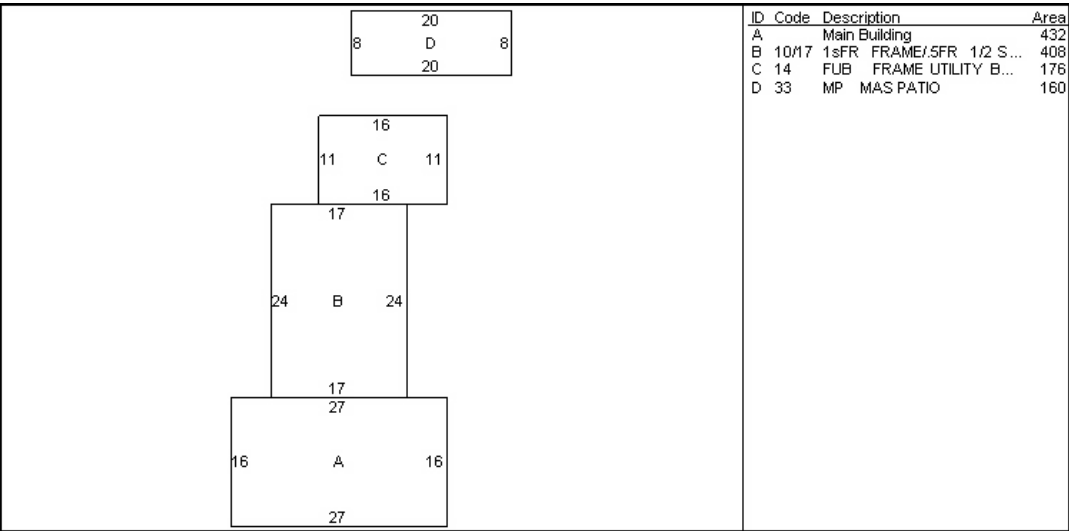 20
8 D 8
20
16
11 C 11
16
17
24 B 24
17
27
16 A 16
27
ID Code Description Area
A Main Building 432
B 10/17 1sFR FRAME/.5FR 1/2 S... 408
C 14 FUB FRAME UTILITY B... 176
D 33 MP MAS PATIO 160